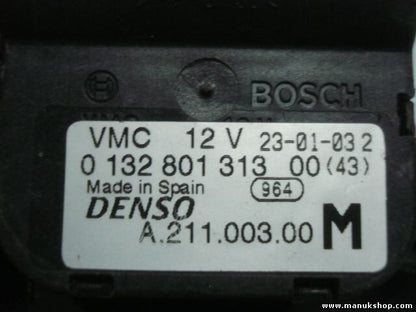 BOSCH
VMC 12 V 23-01-03 2
0 132 801 313 00 (43)
Made in Spain 964
DENSO
A.211.003.00 M
www.manukshop.com